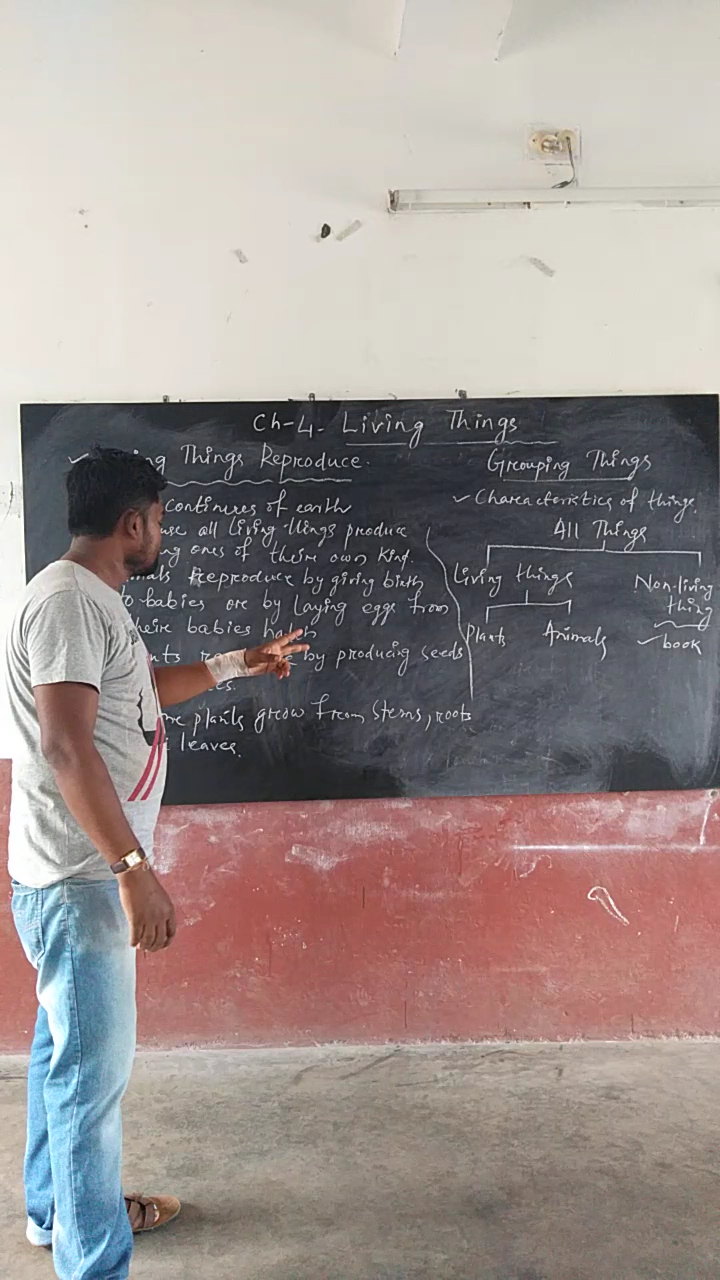 Ch-4. Living Things
Things Reproduce.
continues of earth
all living things produce
ones of their own kind.
Reproduce by giving birth
babies ore by laying eggs from
babies hatch
by producing seeds
plants grow from stems, roots
leaves.
Grouping Things
✓ Characteristics of things.
All Things
Living things
Non-living
thing
Plants
Animals
✓ book